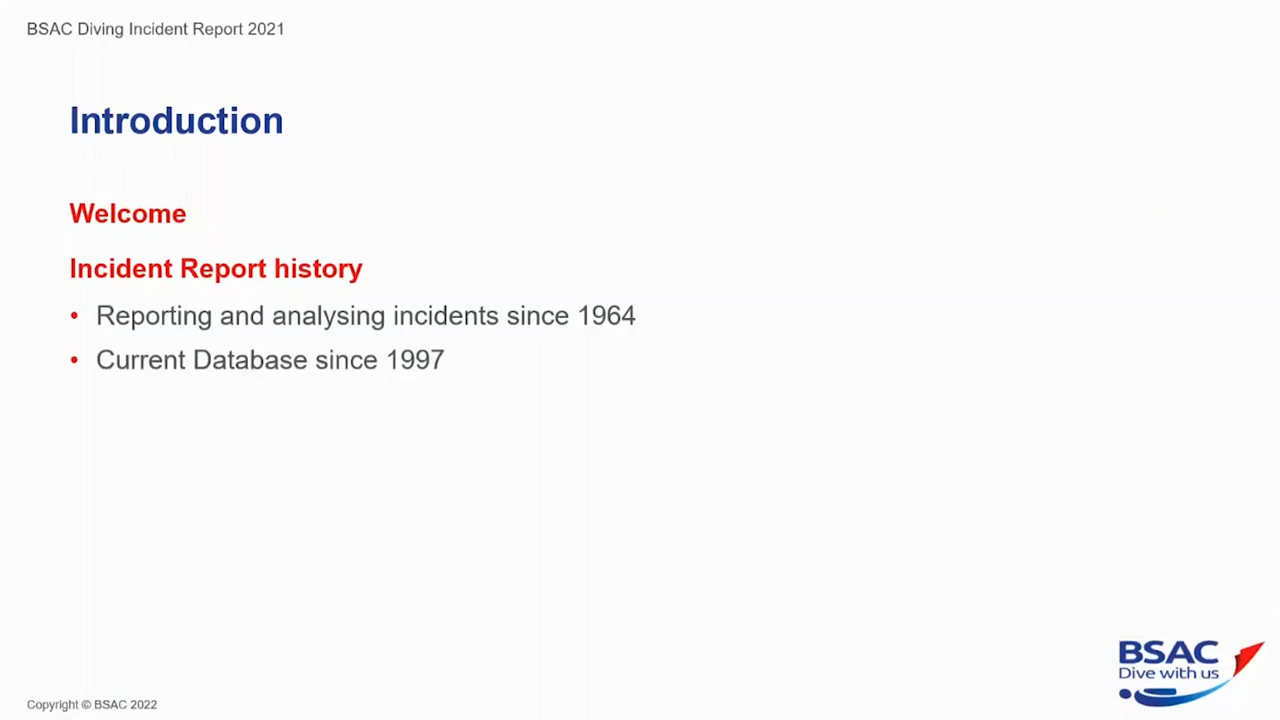 BSAC Diving Incident Report 2021
Introduction
Welcome
Incident Report history
• Reporting and analysing incidents since 1964
• Current Database since 1997
BSAC
Dive with us
Copyright © BSAC 2022